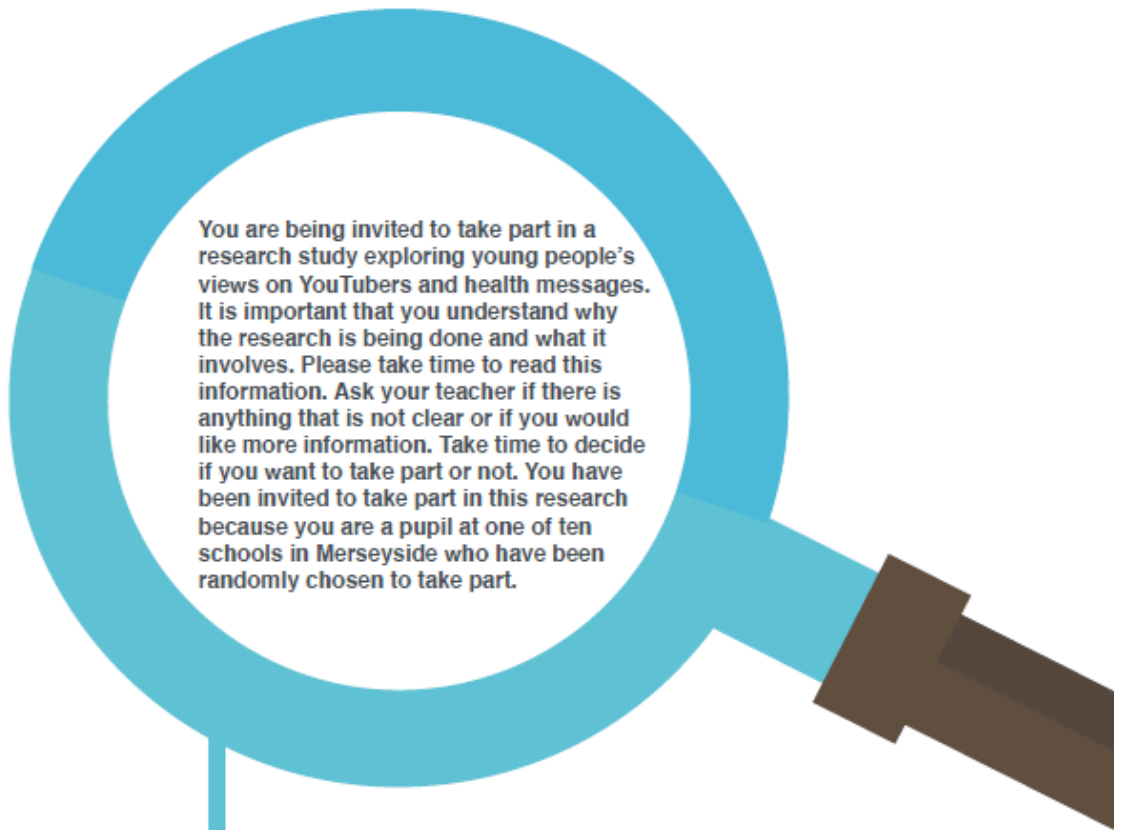 You are being invited to take part in a
research study exploring young people's
views on YouTubers and health messages.
It is important that you understand why
the research is being done and what it
involves. Please take time to read this
information. Ask your teacher if there is
anything that is not clear or if you would
like more information. Take time to decide
if you want to take part or not. You have
been invited to take part in this research
because you are a pupil at one of ten
schools in Merseyside who have been
randomly chosen to take part.